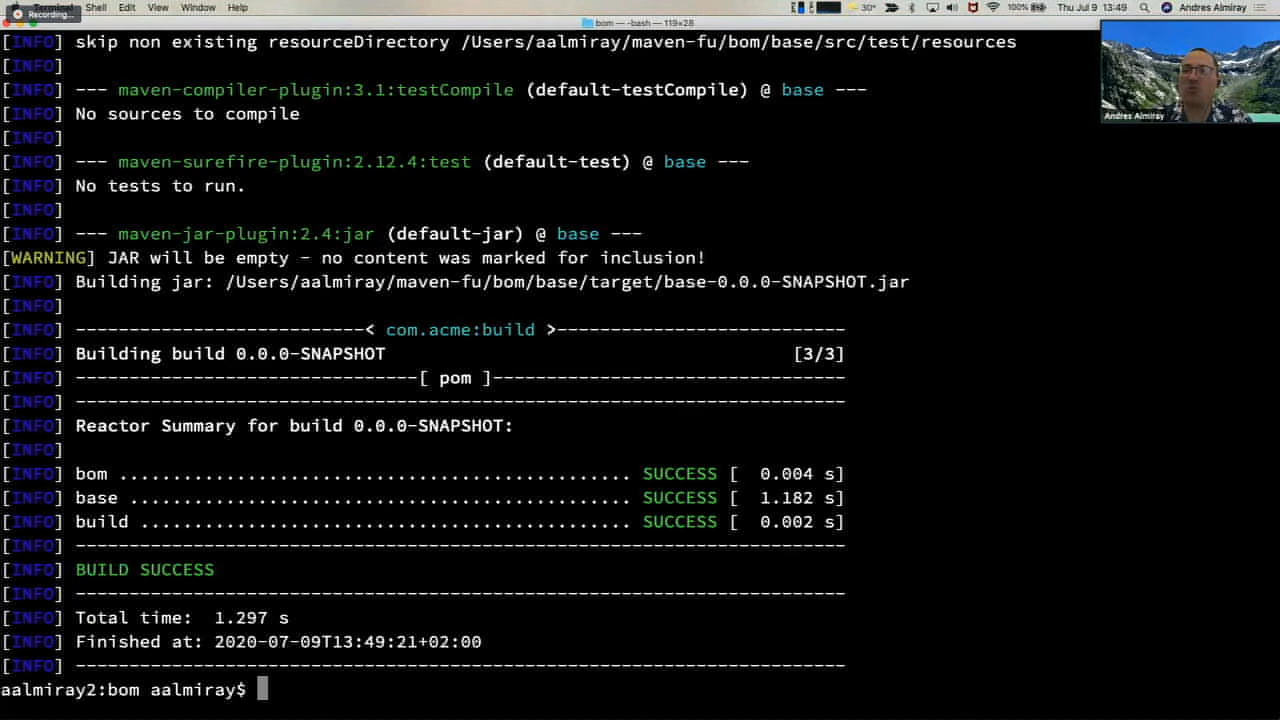 Shell Edit View Window Help 30° 100% Thu Jul 9 13:49 Andres Almiray
Recording...
bom — -bash — 119×28
[INFO] skip non existing resourceDirectory /Users/aalmiray/maven-fu/bom/base/src/test/resources
[INFO]
[INFO] --- maven-compiler-plugin:3.1:testCompile (default-testCompile) @ base ---
Andres Almiray
[INFO] No sources to compile
[INFO]
[INFO] --- maven-surefire-plugin:2.12.4:test (default-test) @ base ---
[INFO] No tests to run.
[INFO]
[INFO] --- maven-jar-plugin:2.4:jar (default-jar) @ base ---
[WARNING] JAR will be empty - no content was marked for inclusion!
[INFO] Building jar: /Users/aalmiray/maven-fu/bom/base/target/base-0.0.0-SNAPSHOT.jar
[INFO]
[INFO] ---------------------------< com.acme:build >---------------------------
[INFO] Building build 0.0.0-SNAPSHOT [3/3]
[INFO] --------------------------------[ pom ]---------------------------------
[INFO] ------------------------------------------------------------------------
[INFO] Reactor Summary for build 0.0.0-SNAPSHOT:
[INFO]
[INFO] bom ................................................ SUCCESS [  0.004 s]
[INFO] base ............................................... SUCCESS [  1.182 s]
[INFO] build .............................................. SUCCESS [  0.002 s]
[INFO] ------------------------------------------------------------------------
[INFO] BUILD SUCCESS
[INFO] ------------------------------------------------------------------------
[INFO] Total time:  1.297 s
[INFO] Finished at: 2020-07-09T13:49:21+02:00
[INFO] ------------------------------------------------------------------------
aalmiray2:bom aalmiray$